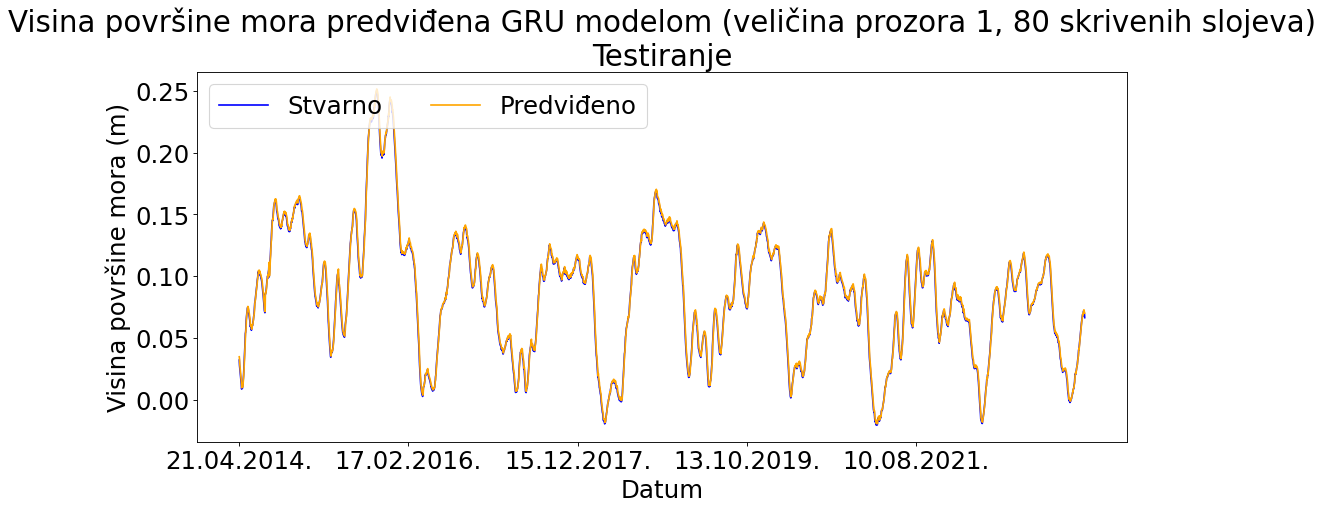 Visina površine mora predviđena GRU modelom (veličina prozora 1, 80 skrivenih slojeva)
Testiranje
Stvarno Predviđeno
Visina površine mora (m)
0.25
0.20
0.15
0.10
0.05
0.00
21.04.2014. 17.02.2016. 15.12.2017. 13.10.2019. 10.08.2021.
Datum